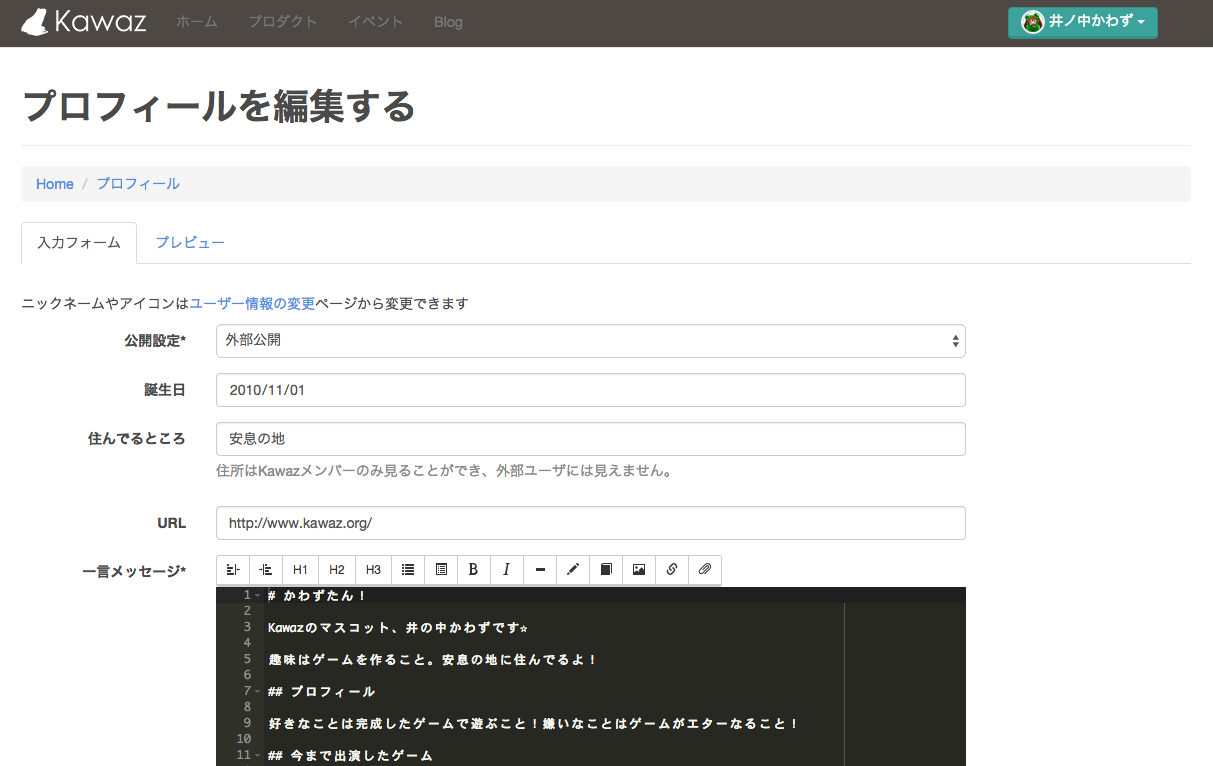 Kawaz ホーム プロダクト イベント Blog 井ノ中かわず
プロフィールを編集する
Home / プロフィール
入力フォーム プレビュー
ニックネームやアイコンはユーザー情報の変更ページから変更できます
公開設定* 外部公開
誕生日 2010/11/01
住んでるところ 安息の地
住所はKawazメンバーのみ見ることができ、外部ユーザには見えません。
URL http://www.kawaz.org/
一言メッセージ* H1 H2 H3 B I
1 # かわずたん！
2
3 Kawazのマスコット、井の中かわずです☆
4
5 趣味はゲームを作ること。安息の地に住んでるよ！
6
7 ## プロフィール
8
9 好きなことは完成したゲームで遊ぶこと！嫌いなことはゲームがエターなること！
10
11 ## 今まで出演したゲーム